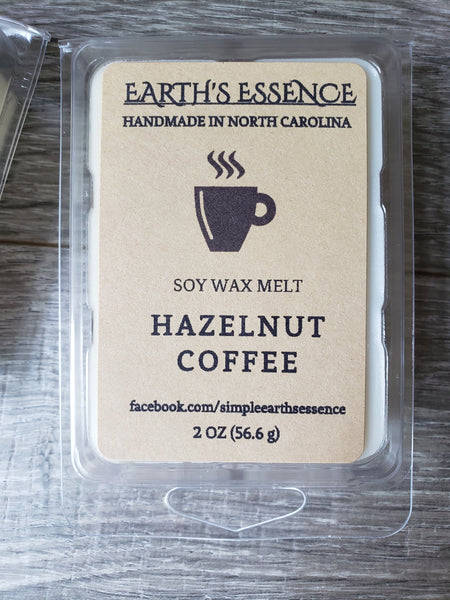 EARTH'S ESSENCE
HANDMADE IN NORTH CAROLINA
SOY WAX MELT
HAZELNUT
COFFEE
facebook.com/simpleearthsessence
2 OZ (56.6 g)